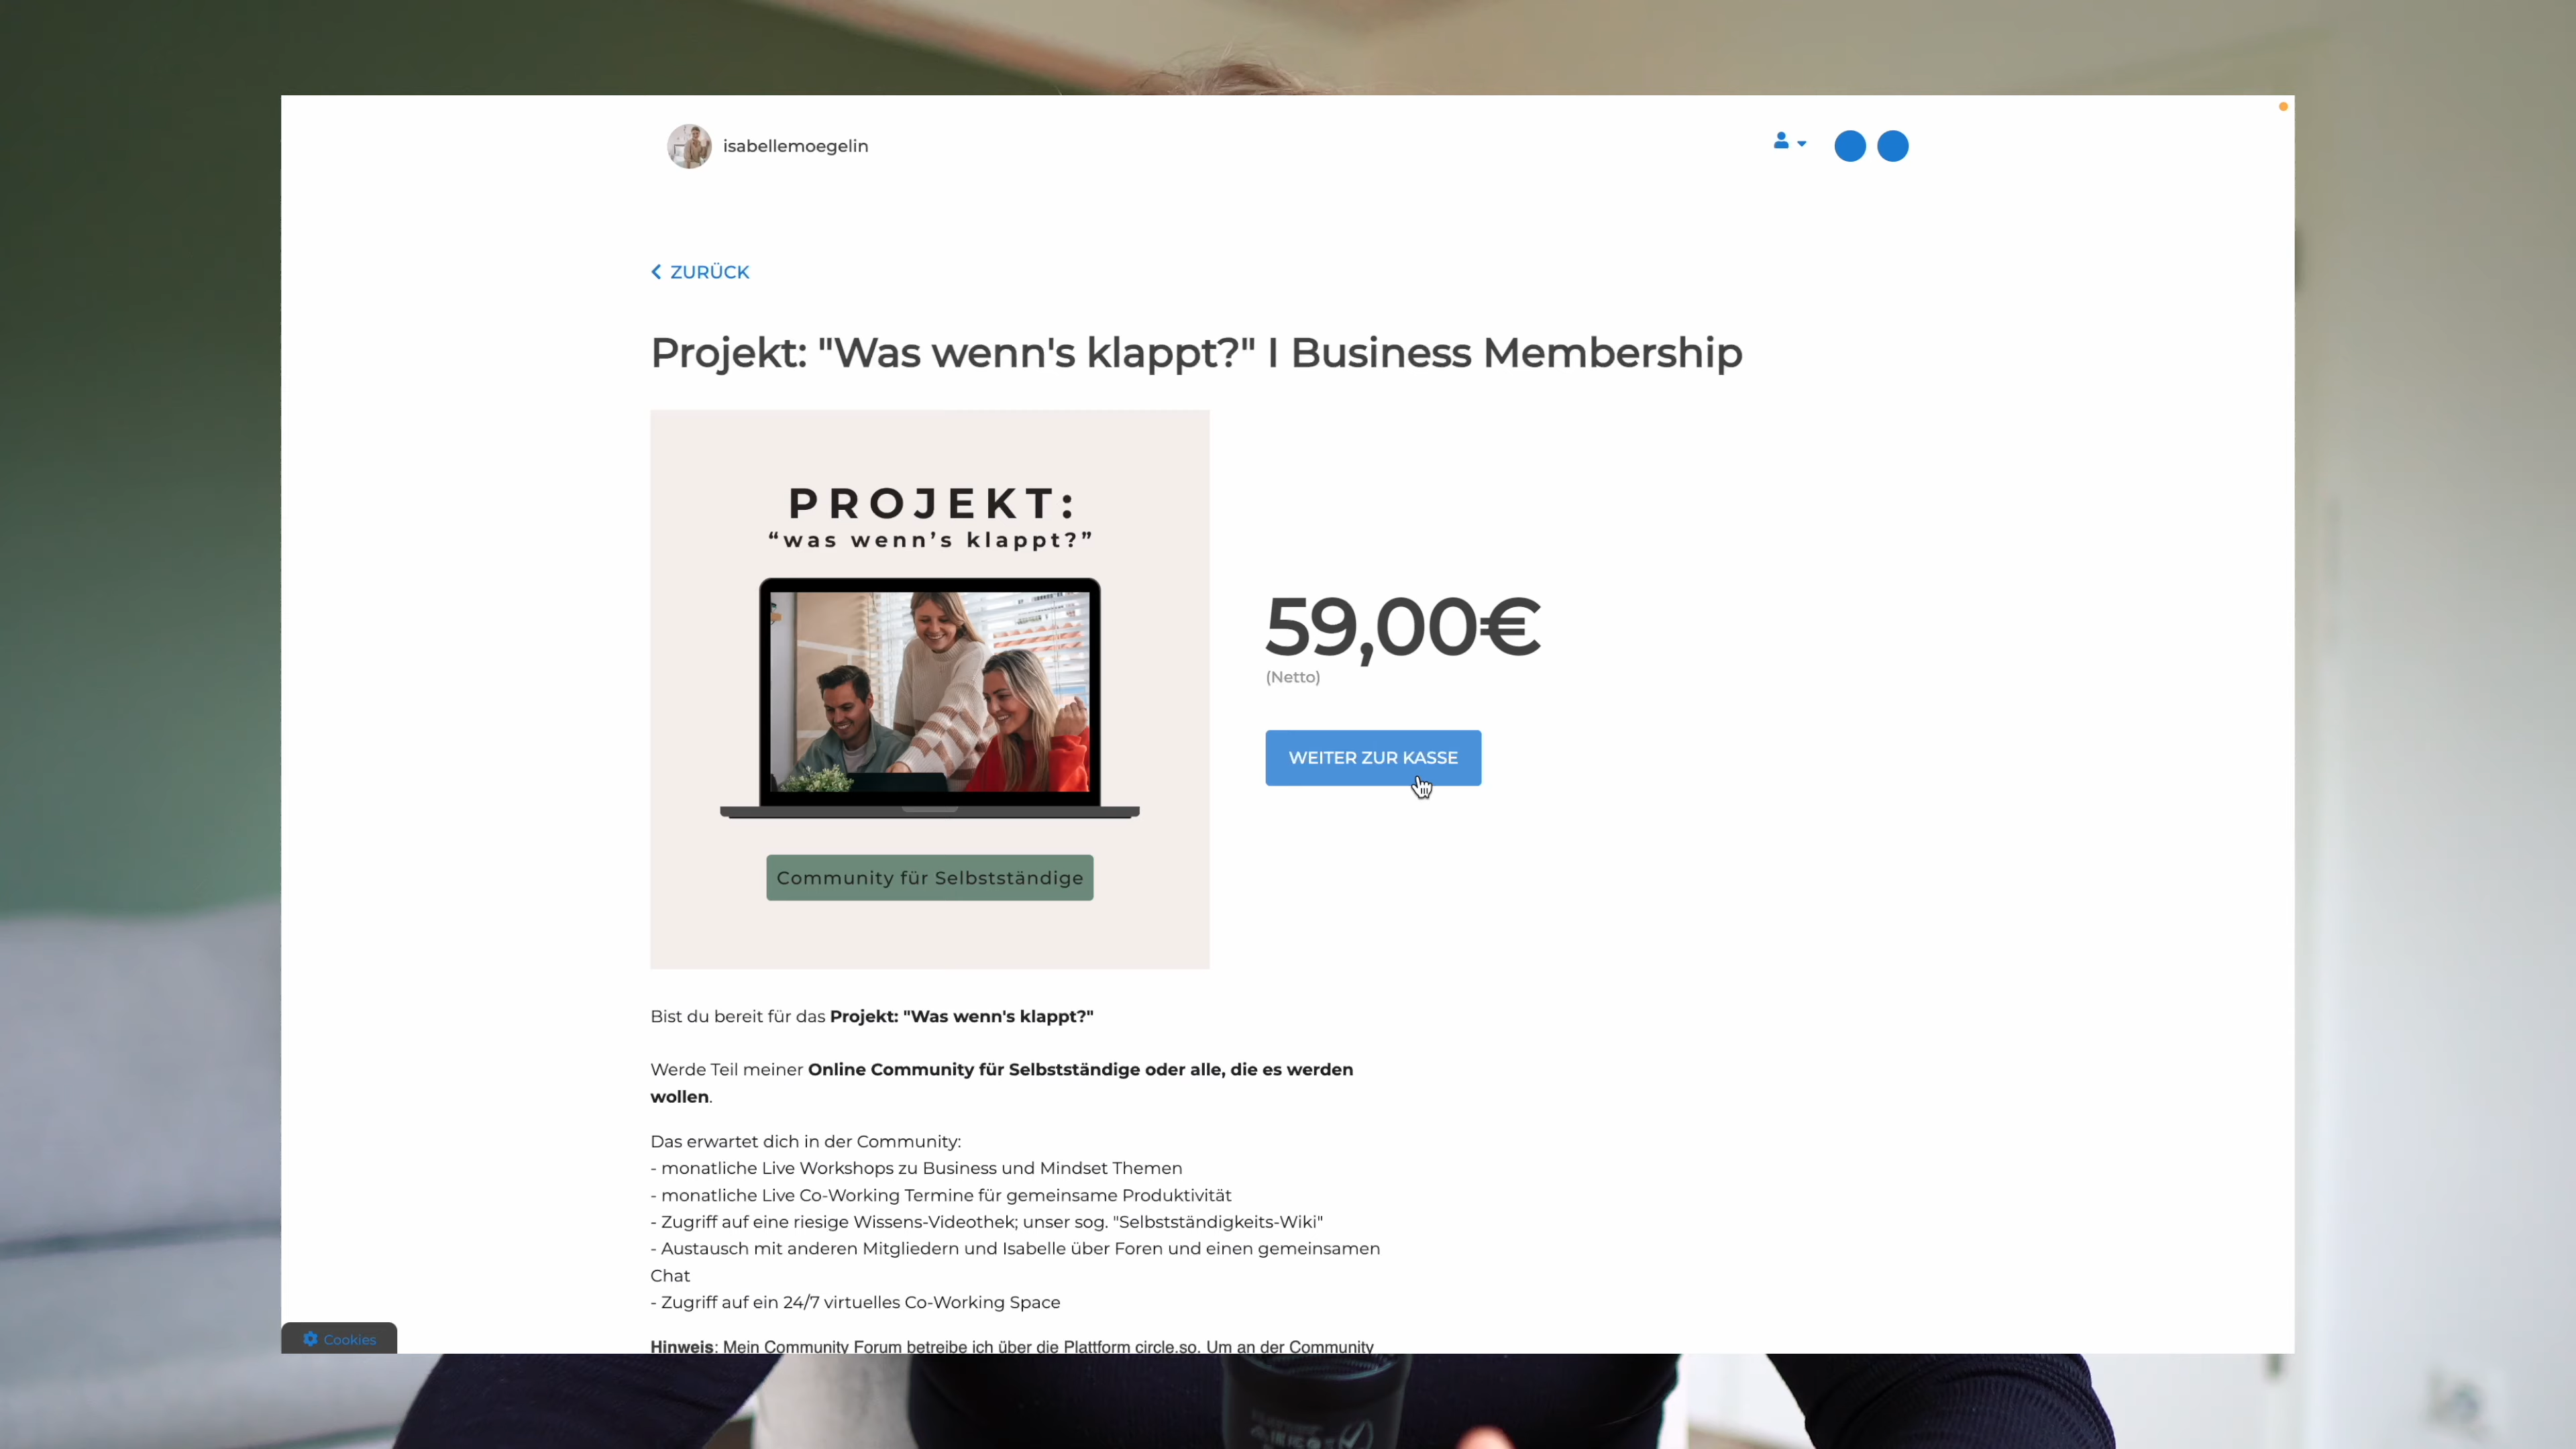 isabellemoegelin
ZURÜCK
Projekt: "Was wenn's klappt?" I Business Membership
PROJEKT:
“was wenn’s klappt?”
Community für Selbstständige
59,00€
(Netto)
WEITER ZUR KASSE
Bist du bereit für das Projekt: "Was wenn's klappt?"
Werde Teil meiner Online Community für Selbstständige oder alle, die es werden
wollen.
Das erwartet dich in der Community:
- monatliche Live Workshops zu Business und Mindset Themen
- monatliche Live Co-Working Termine für gemeinsame Produktivität
- Zugriff auf eine riesige Wissens-Videothek; unser sog. "Selbstständigkeits-Wiki"
- Austausch mit anderen Mitgliedern und Isabelle über Foren und einen gemeinsamen
Chat
- Zugriff auf ein 24/7 virtuelles Co-Working Space
Hinweis: Mein Community Forum betreibe ich über die Plattform circle.so. Um an der Community
Cookies